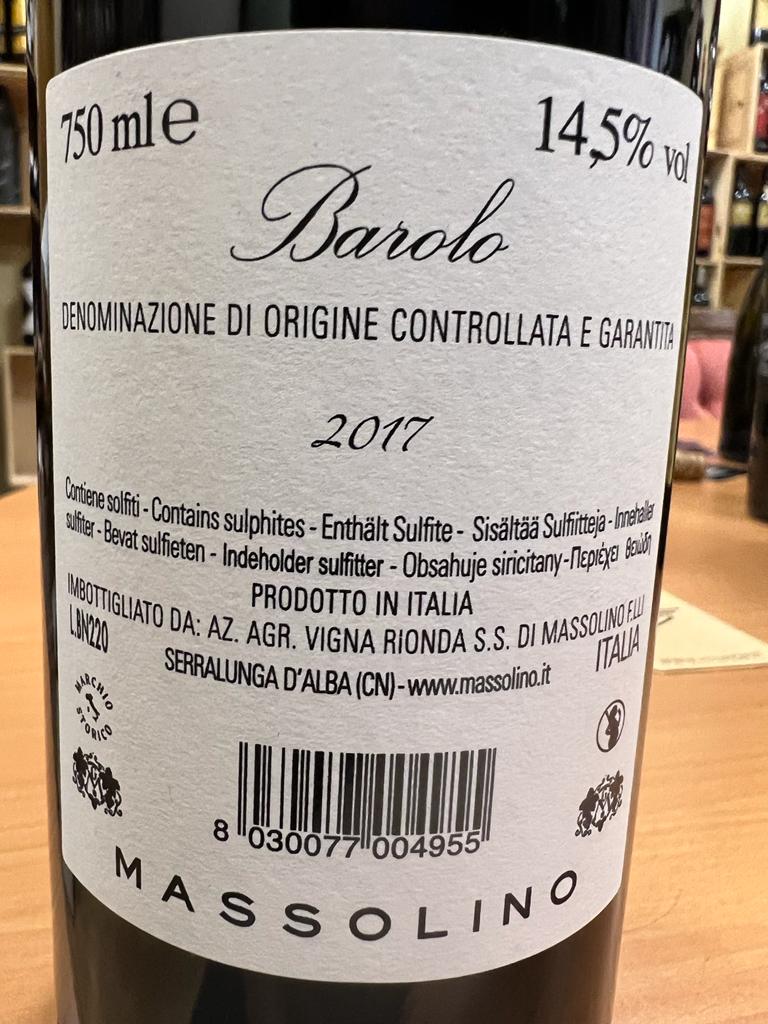 750 ml e
14,5% vol
Barolo
DENOMINAZIONE DI ORIGINE CONTROLLATA E GARANTITA
2017
Contiene solfiti - Contains sulphites - Enthält Sulfite - Sisältää Sulfiitteja - Innehaller
sulfiter - Bevat sulfieten - Indeholder sulfitter - Obsahuje siricitany - Περιέχει θειώδη
PRODOTTO IN ITALIA
IMBOTTIGLIATO DA: AZ. AGR. VIGNA RIONDA S.S. DI MASSOLINO F.LLI
L.BN220
SERRALUNGA D'ALBA (CN) - www.massolino.it
ITALIA
MARCHIO
STORICO
8 030077 004955
MASSOLINO